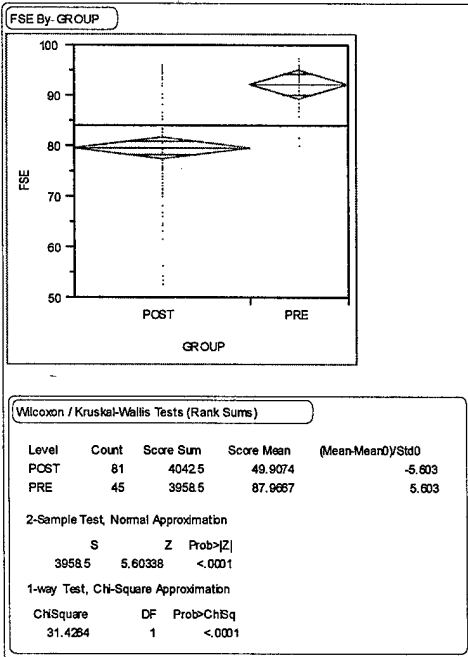 FSE By- GROUP
100
90
80
70
60
50
FSE
POST PRE
GROUP
Wilcoxon / Kruskal-Wallis Tests (Rank Sums)
Level Count Score Sum Score Mean (Mean-Mean0)/Std0
POST 81 4042.5 49.9074 -5.603
PRE 45 3958.5 87.9667 5.603
2-Sample Test, Normal Approximation
S Z Prob>|Z|
3958.5 5.60338 <.0001
1-way Test, Chi-Square Approximation
ChiSquare DF Prob>ChiSq
31.4264 1 <.0001